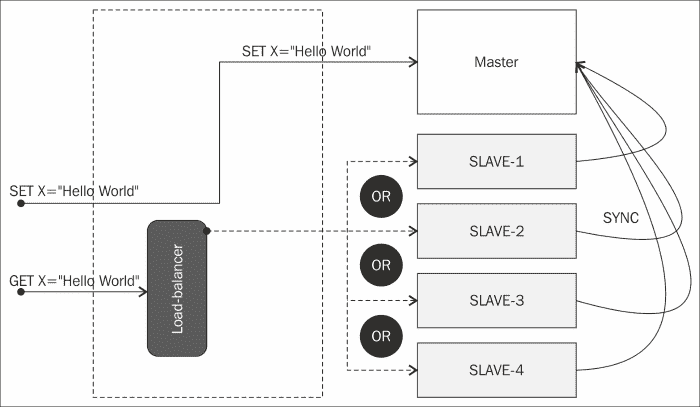 SET X="Hello World"
Master
SET X="Hello World"
GET X="Hello World"
Load-balancer
OR
OR
OR
SLAVE-1
SLAVE-2
SLAVE-3
SLAVE-4
SYNC